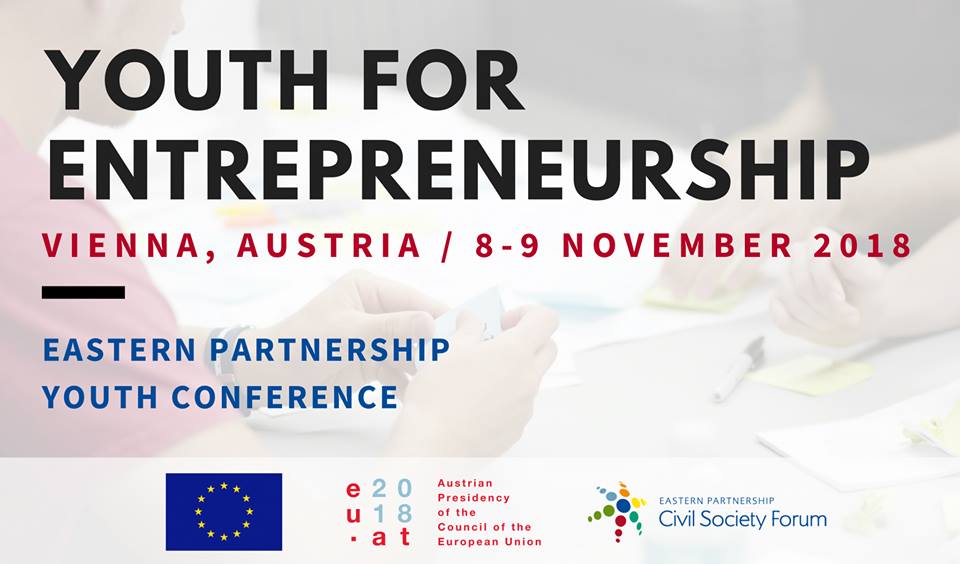 YOUTH FOR
ENTREPRENEURSHIP
VIENNA, AUSTRIA / 8-9 NOVEMBER 2018
EASTERN PARTNERSHIP
YOUTH CONFERENCE
e 20
u 18
. at
Austrian
Presidency
of the
Council of the
European Union
EASTERN PARTNERSHIP
Civil Society Forum